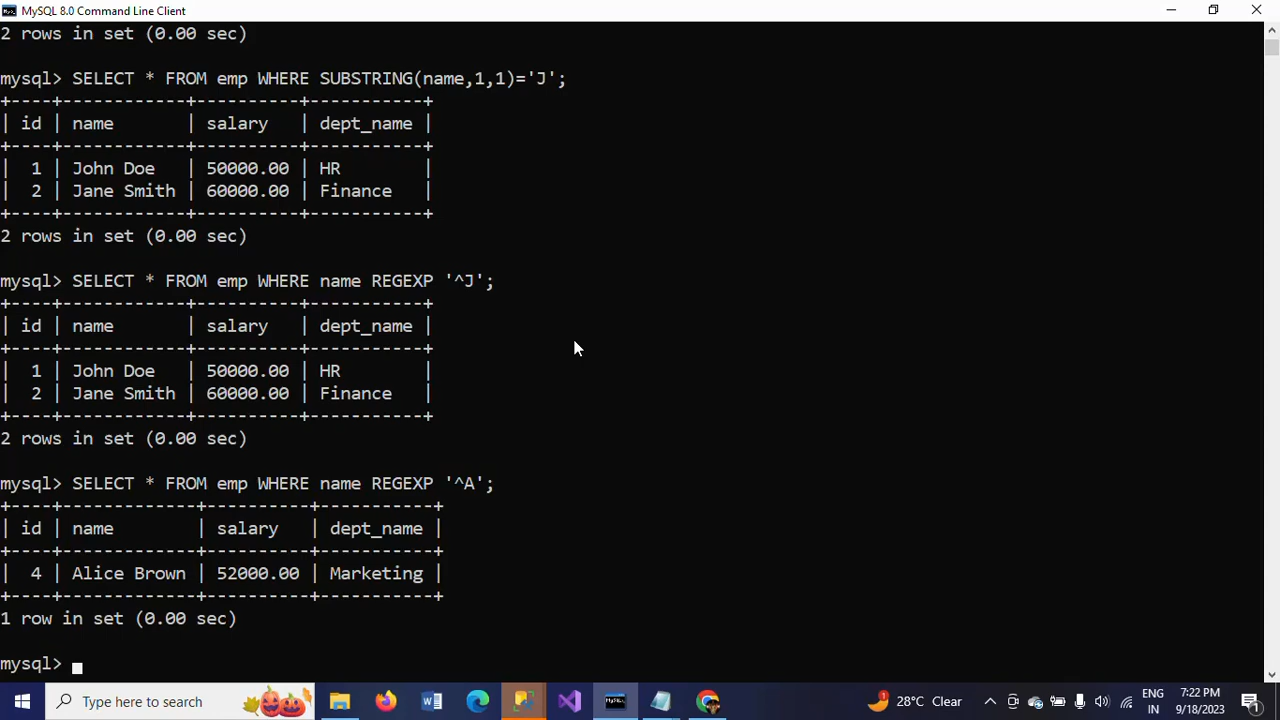 MySQL 8.0 Command Line Client
2 rows in set (0.00 sec)
mysql> SELECT * FROM emp WHERE SUBSTRING(name,1,1)='J';
+----+------------+----------+-----------+
| id | name       | salary   | dept_name |
+----+------------+----------+-----------+
|  1 | John Doe   | 50000.00 | HR        |
|  2 | Jane Smith | 60000.00 | Finance   |
+----+------------+----------+-----------+
2 rows in set (0.00 sec)
mysql> SELECT * FROM emp WHERE name REGEXP '^J';
+----+------------+----------+-----------+
| id | name       | salary   | dept_name |
+----+------------+----------+-----------+
|  1 | John Doe   | 50000.00 | HR        |
|  2 | Jane Smith | 60000.00 | Finance   |
+----+------------+----------+-----------+
2 rows in set (0.00 sec)
mysql> SELECT * FROM emp WHERE name REGEXP '^A';
+----+-------------+----------+-----------+
| id | name        | salary   | dept_name |
+----+-------------+----------+-----------+
|  4 | Alice Brown | 52000.00 | Marketing |
+----+-------------+----------+-----------+
1 row in set (0.00 sec)
mysql>
Type here to search
28°C Clear
ENG
IN
7:22 PM
9/18/2023
1